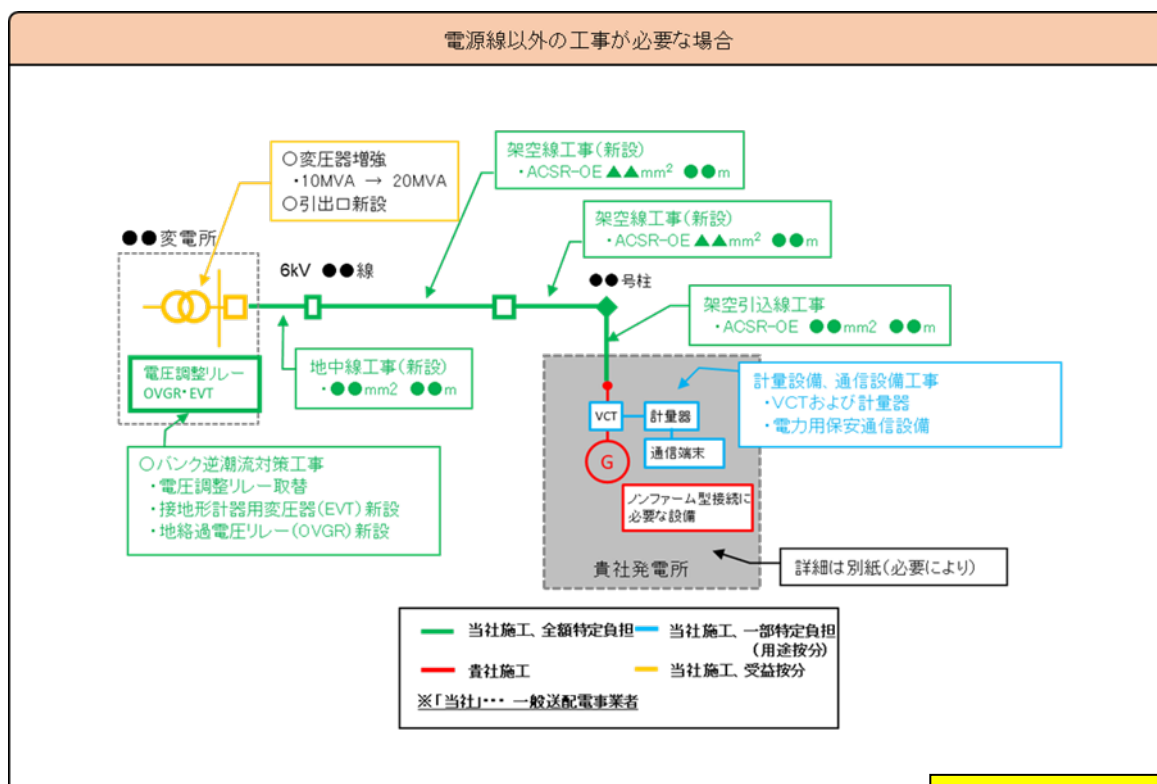 電源線以外の工事が必要な場合
○変圧器増強
・10MVA → 20MVA
○引出口新設
架空線工事(新設)
・ACSR-OE ▲▲mm² ●●m
架空線工事(新設)
・ACSR-OE ▲▲mm² ●●m
●●変電所
6kV ●●線
●●号柱
架空引込線工事
・ACSR-OE ●●mm2 ●●m
電圧調整リレー
OVGR・EVT
地中線工事(新設)
・●●mm2 ●●m
計量設備、通信設備工事
・VCTおよび計量器
・電力用保安通信設備
VCT
計量器
通信端末
G
○バンク逆潮流対策工事
・電圧調整リレー取替
・接地形計器用変圧器(EVT)新設
・地絡過電圧リレー(OVGR)新設
ノンファーム型接続に
必要な設備
貴社発電所
詳細は別紙(必要により)
当社施工、全額特定負担
当社施工、一部特定負担
(用途按分)
貴社施工
当社施工、受益按分
※「当社」・・・ 一般送配電事業者